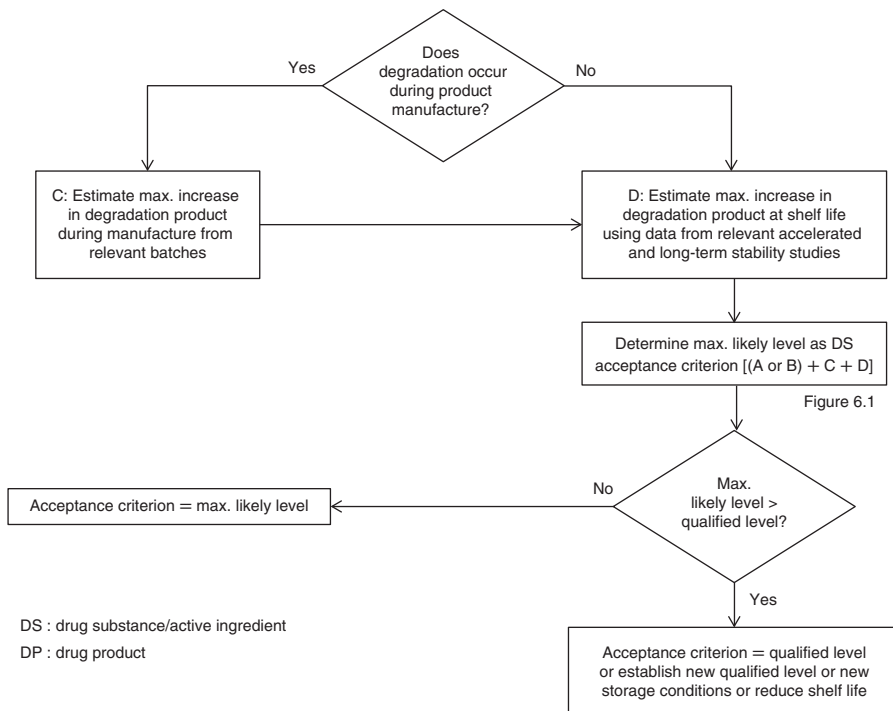 Does
degradation occur
during product
manufacture?
Yes
No
C: Estimate max. increase
in degradation product
during manufacture from
relevant batches
D: Estimate max. increase in
degradation product at shelf life
using data from relevant accelerated
and long-term stability studies
Determine max. likely level as DS
acceptance criterion [(A or B) + C + D]
Figure 6.1
Max.
likely level >
qualified level?
No
Acceptance criterion = max. likely level
Yes
DS : drug substance/active ingredient
DP : drug product
Acceptance criterion = qualified level
or establish new qualified level or new
storage conditions or reduce shelf life